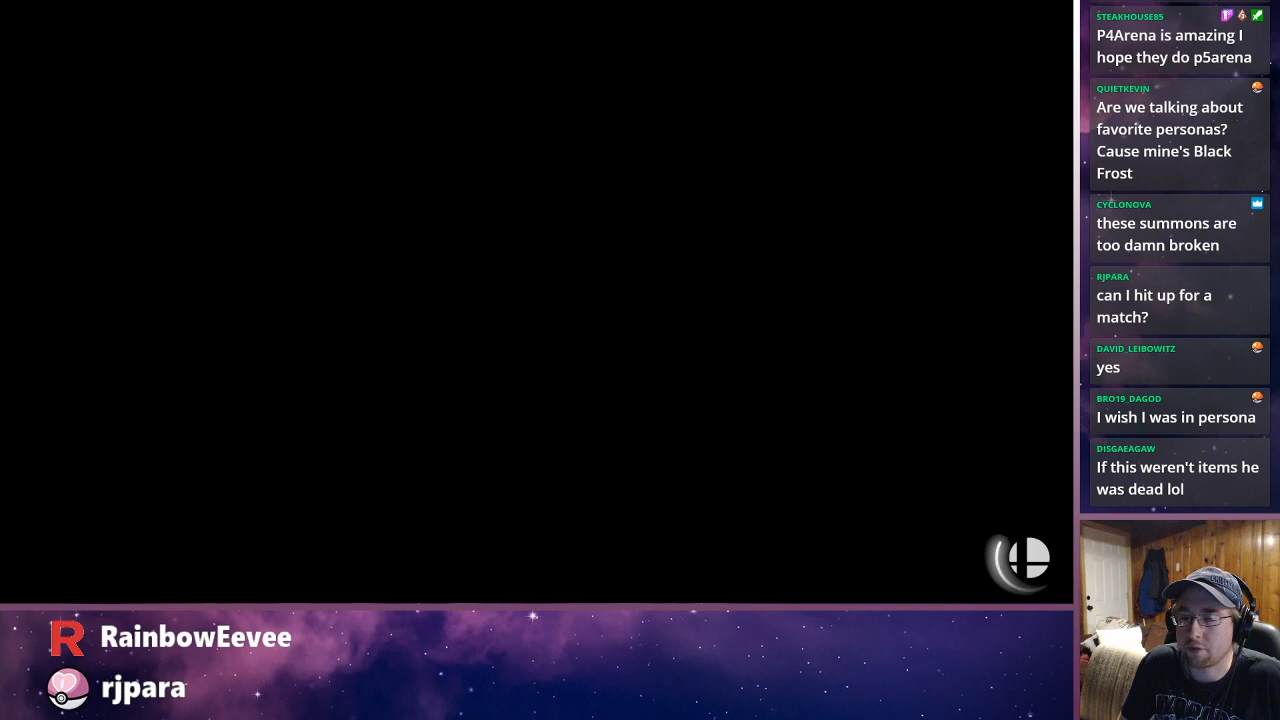 STEAKHOUSE85
P4Arena is amazing I
hope they do p5arena
QUIETKEVIN
Are we talking about
favorite personas?
Cause mine's Black
Frost
CYCLONOVA
these summons are
too damn broken
RJPARA
can I hit up for a
match?
DAVID_LEIBOWITZ
yes
BRO19_DAGOD
I wish I was in persona
DISGAEAGAW
If this weren't items he
was dead lol
R RainbowEevee
rjpara